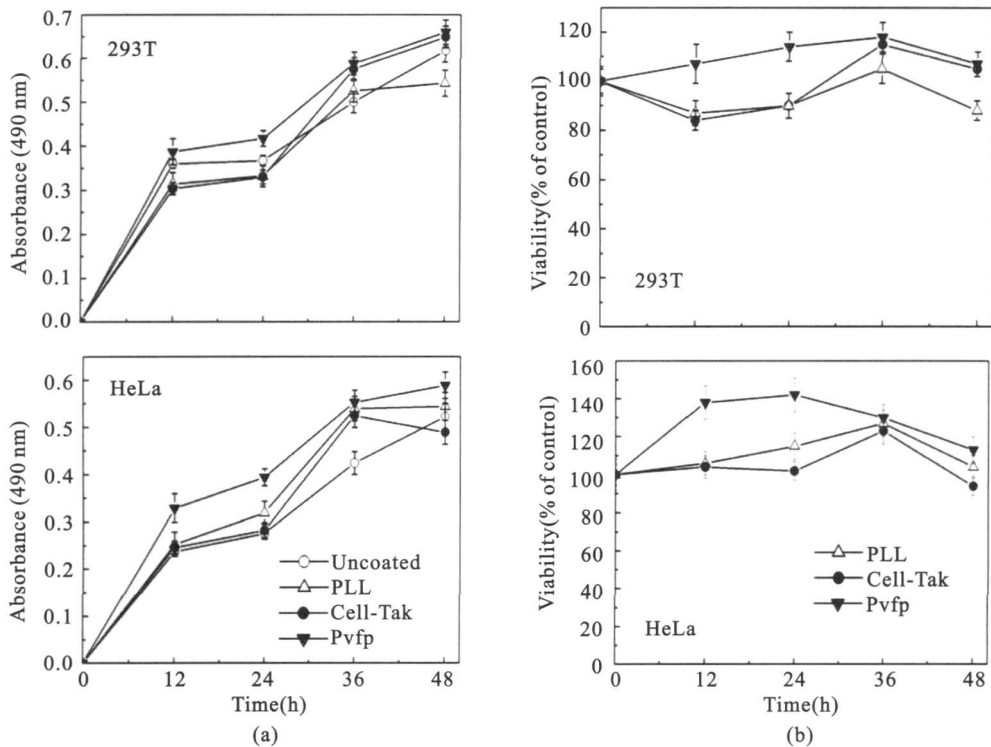 293T
Absorbance (490 nm)
0.7
0.6
0.5
0.4
0.3
0.2
0.1
0.0
293T
Viability(% of control)
120
100
80
60
40
20
0
HeLa
Absorbance (490 nm)
0.6
0.5
0.4
0.3
0.2
0.1
0.0
Uncoated
PLL
Cell-Tak
Pvfp
0 12 24 36 48
Time(h)
(a)
Viability(% of control)
160
140
120
100
80
60
40
20
0
PLL
Cell-Tak
Pvfp
HeLa
0 12 24 36 48
Time(h)
(b)